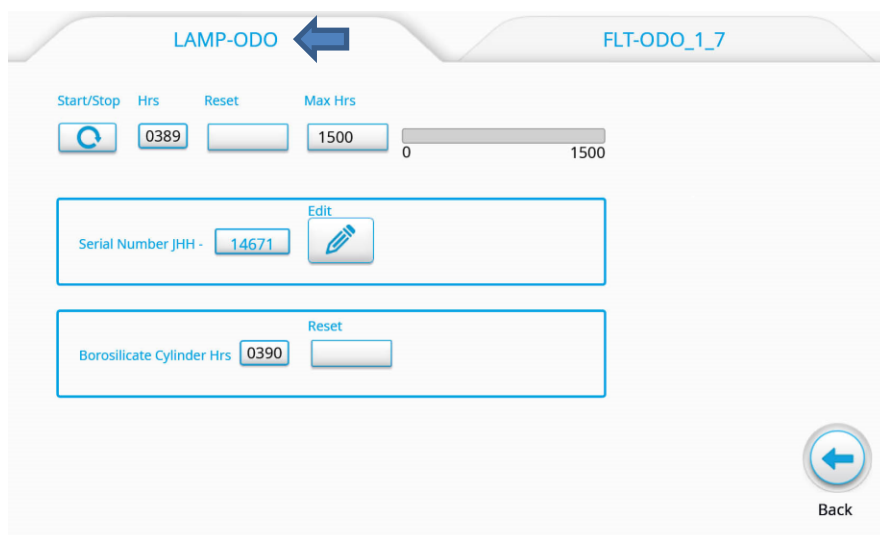 LAMP-ODO FLT-ODO_1_7
Start/Stop Hrs Reset Max Hrs
0389 1500
0 1500
Edit
Serial Number JHH - 14671
Reset
Borosilicate Cylinder Hrs 0390
Back